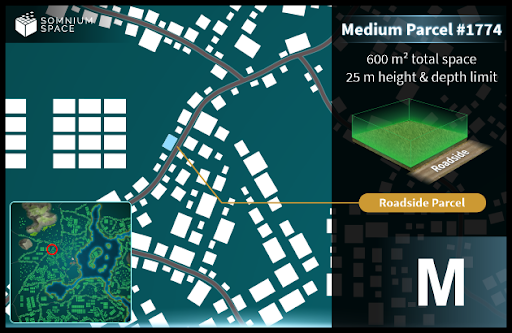 SOMNIUM
SPACE
Medium Parcel #1774
600 m² total space
25 m height & depth limit
Roadside
Roadside Parcel
M